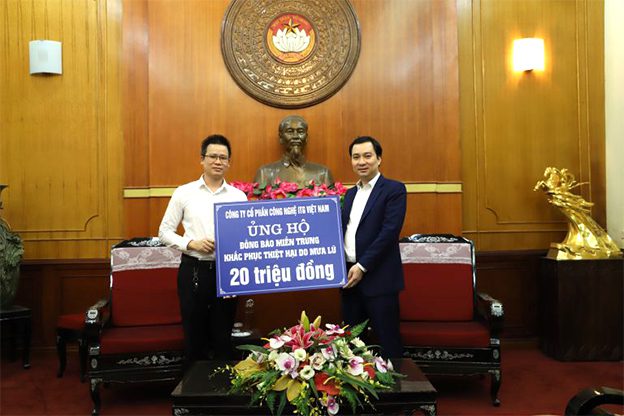 CÔNG TY CỔ PHẦN CÔNG NGHỆ ITG VIỆT NAM
ỦNG HỘ
ĐỒNG BÀO MIỀN TRUNG
KHẮC PHỤC THIỆT HẠI DO MƯA LŨ
20 triệu đồng